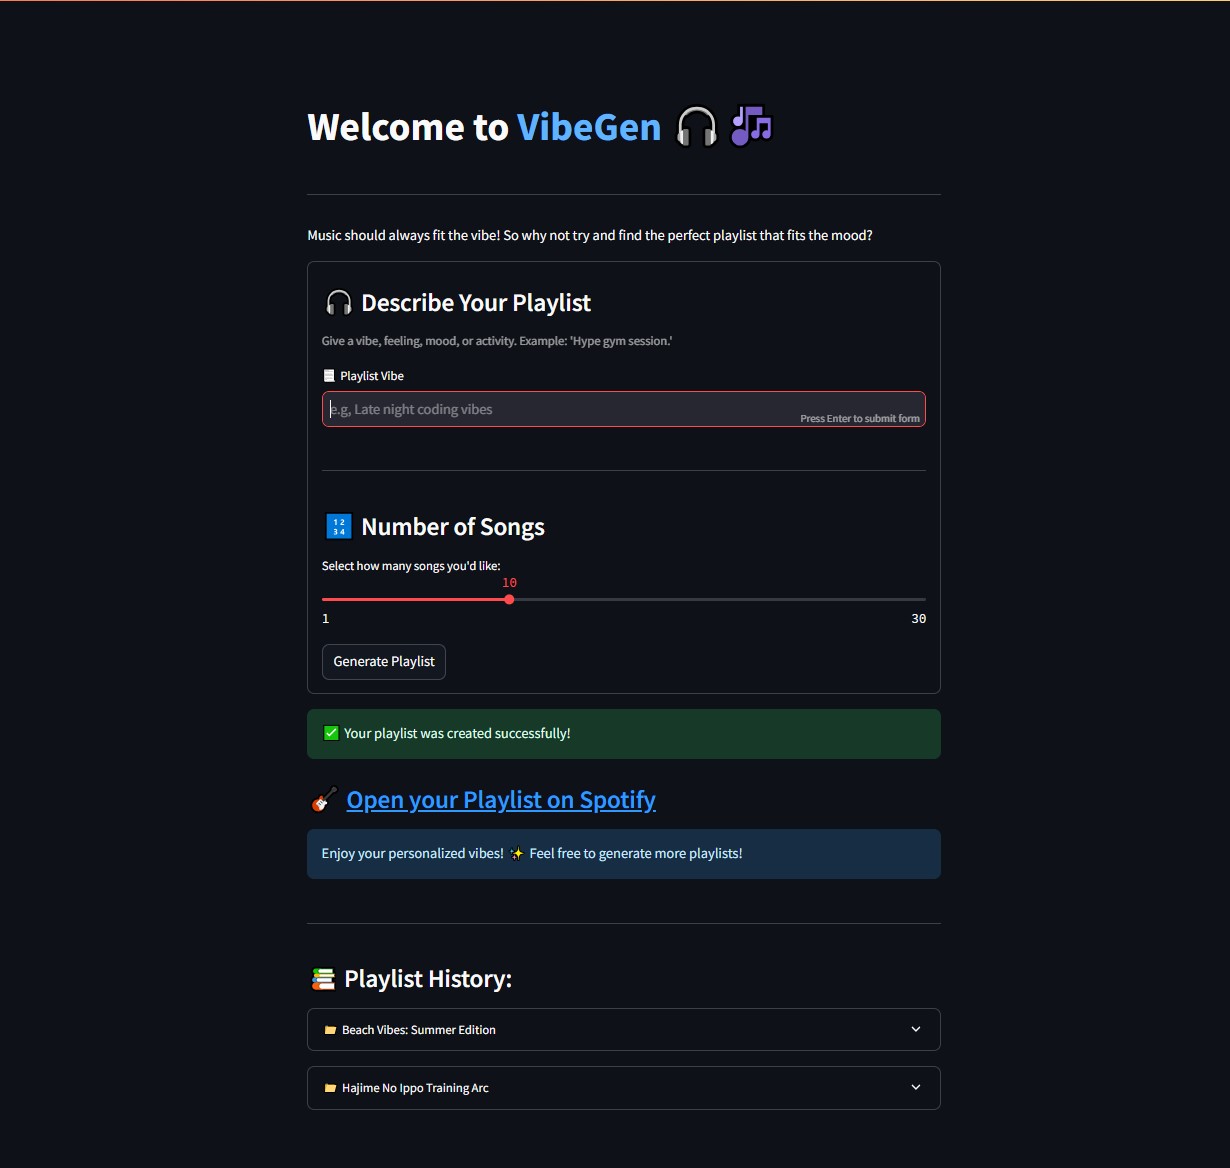 Welcome to VibeGen 🎧 🎶
Music should always fit the vibe! So why not try and find the perfect playlist that fits the mood?
🎧 Describe Your Playlist
Give a vibe, feeling, mood, or activity. Example: 'Hype gym session.'
📃 Playlist Vibe
e.g, Late night coding vibes
Press Enter to submit form
🔢 Number of Songs
Select how many songs you'd like:
10
1
30
Generate Playlist
✅ Your playlist was created successfully!
🎸 Open your Playlist on Spotify
Enjoy your personalized vibes! ✨ Feel free to generate more playlists!
📚 Playlist History:
📂 Beach Vibes: Summer Edition
📂 Hajime No Ippo Training Arc